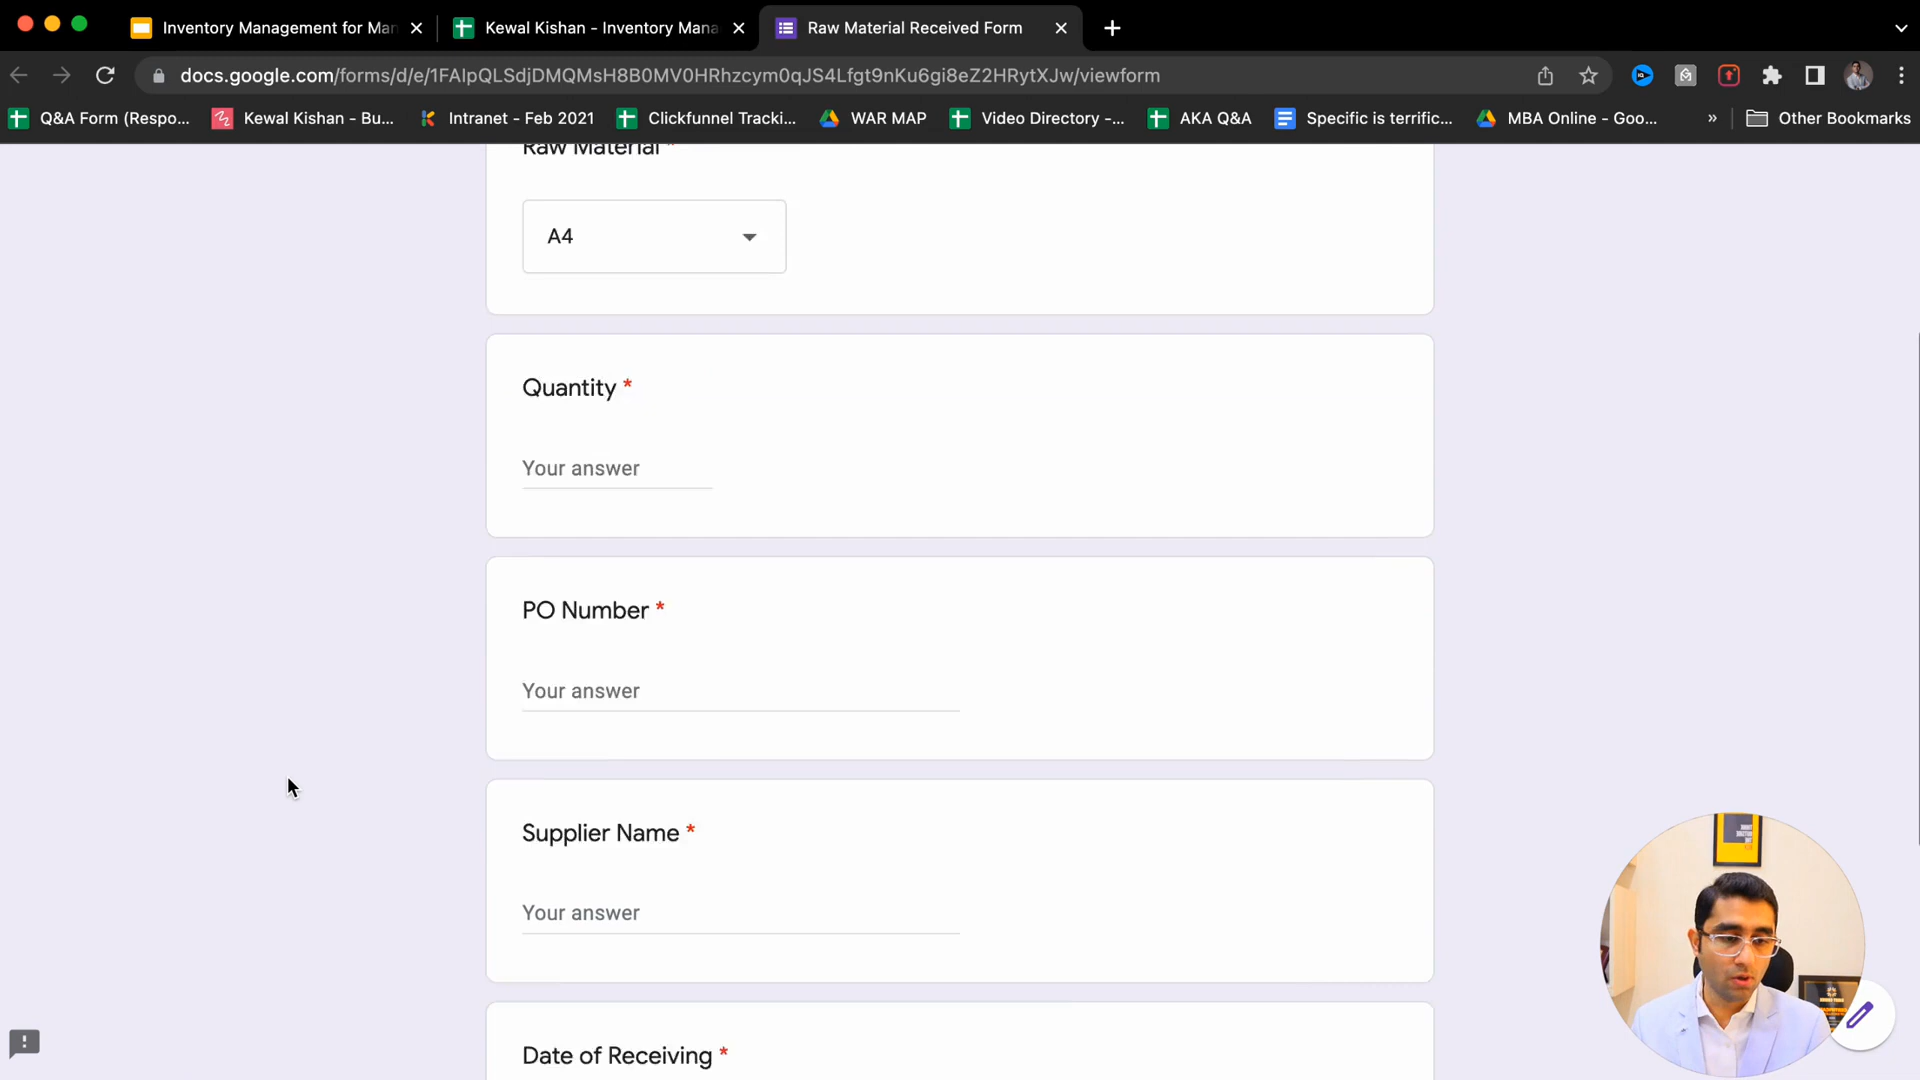 Inventory Management for Man
Kewal Kishan - Inventory Mana
Raw Material Received Form
docs.google.com/forms/d/e/1FAIpQLSdjDMQMsH8B0MV0HRhzcym0qJS4Lfgt9nKu6gi8eZ2HRytXJw/viewform
Q&A Form (Respo...
Kewal Kishan - Bu...
Intranet - Feb 2021
Clickfunnel Tracki...
WAR MAP
Video Directory -...
AKA Q&A
Specific is terrific...
MBA Online - Goo...
»
Other Bookmarks
Raw Material *
A4
Quantity *
Your answer
PO Number *
Your answer
Supplier Name *
Your answer
Date of Receiving *